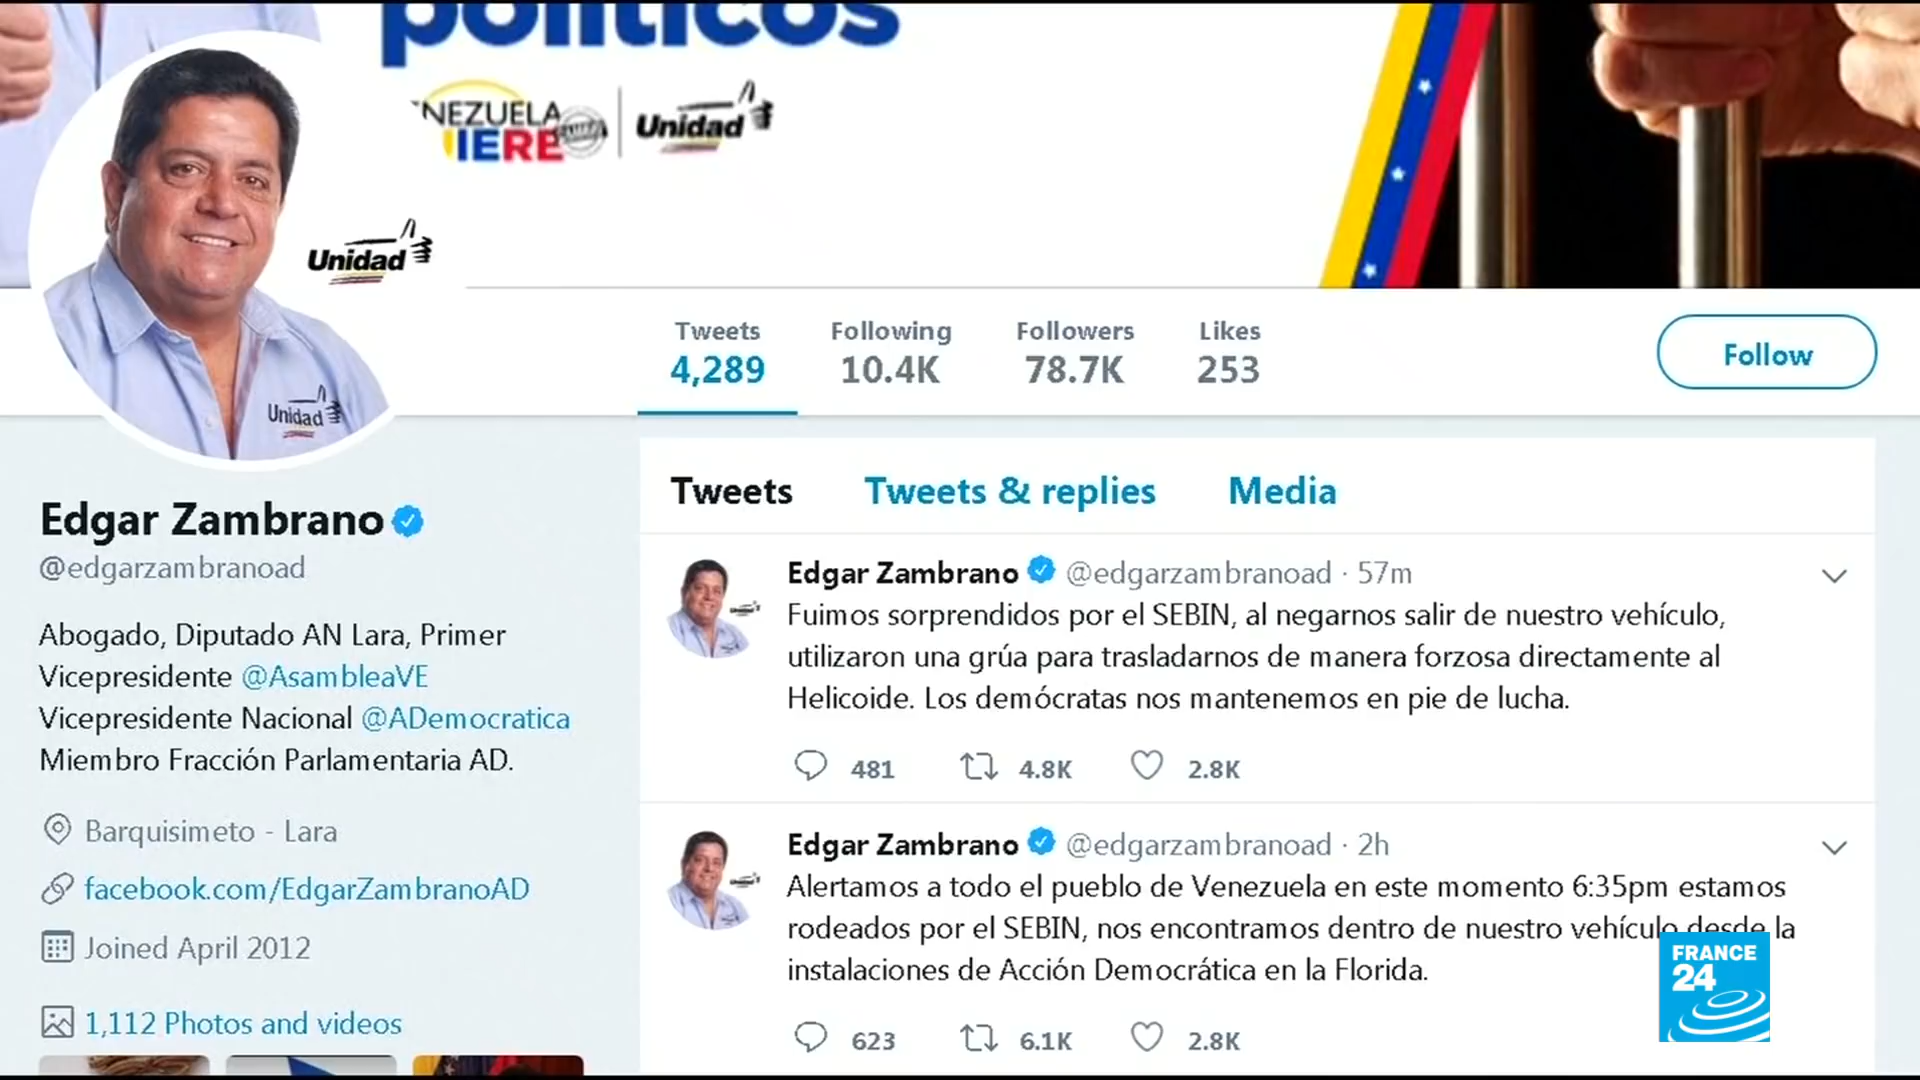 políticos
NEZUELA
IERE
Unidad
Unidad
Unidad
Tweets
4,289
Following
10.4K
Followers
78.7K
Likes
253
Follow
Edgar Zambrano
@edgarzambranoad
Abogado, Diputado AN Lara, Primer
Vicepresidente @AsambleaVE
Vicepresidente Nacional @ADemocratica
Miembro Fracción Parlamentaria AD.
Barquisimeto - Lara
facebook.com/EdgarZambranoAD
Joined April 2012
1,112 Photos and videos
Tweets
Tweets & replies
Media
Edgar Zambrano @edgarzambranoad · 57m
Fuimos sorprendidos por el SEBIN, al negarnos salir de nuestro vehículo,
utilizaron una grúa para trasladarnos de manera forzosa directamente al
Helicoide. Los demócratas nos mantenemos en pie de lucha.
481
4.8K
2.8K
Edgar Zambrano @edgarzambranoad · 2h
Alertamos a todo el pueblo de Venezuela en este momento 6:35pm estamos
rodeados por el SEBIN, nos encontramos dentro de nuestro vehículo desde la
instalaciones de Acción Democrática en la Florida.
623
6.1K
2.8K
FRANCE
24